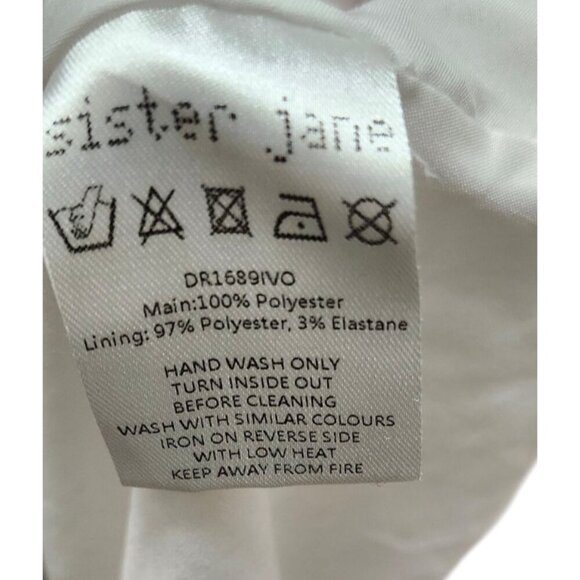 sister jane
DR1689IVO
Main:100% Polyester
Lining: 97% Polyester, 3% Elastane
HAND WASH ONLY
TURN INSIDE OUT
BEFORE CLEANING
WASH WITH SIMILAR COLOURS
IRON ON REVERSE SIDE
WITH LOW HEAT
KEEP AWAY FROM FIRE